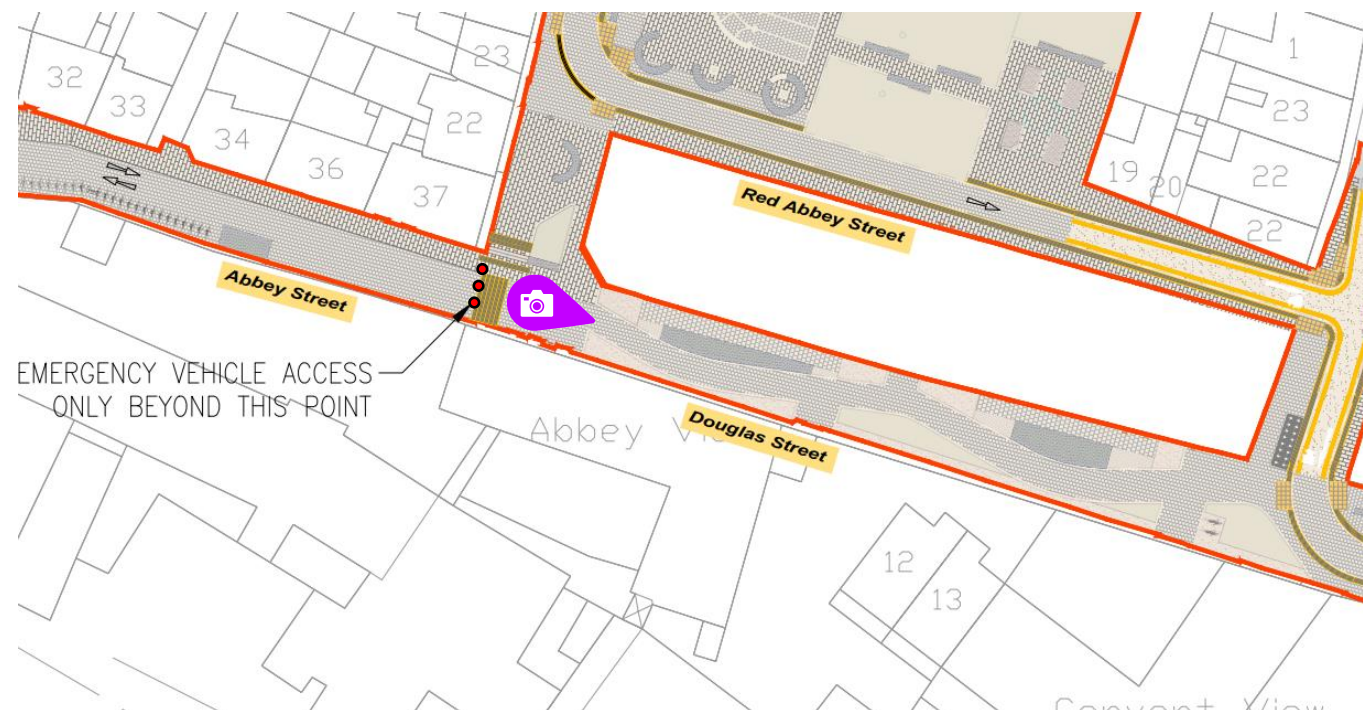 1
23
32
33
23
22
34
36
37
19
20
22
22
Red Abbey Street
Abbey Street
EMERGENCY VEHICLE ACCESS
ONLY BEYOND THIS POINT
Abbey
Douglas Street
12
13
Convent View